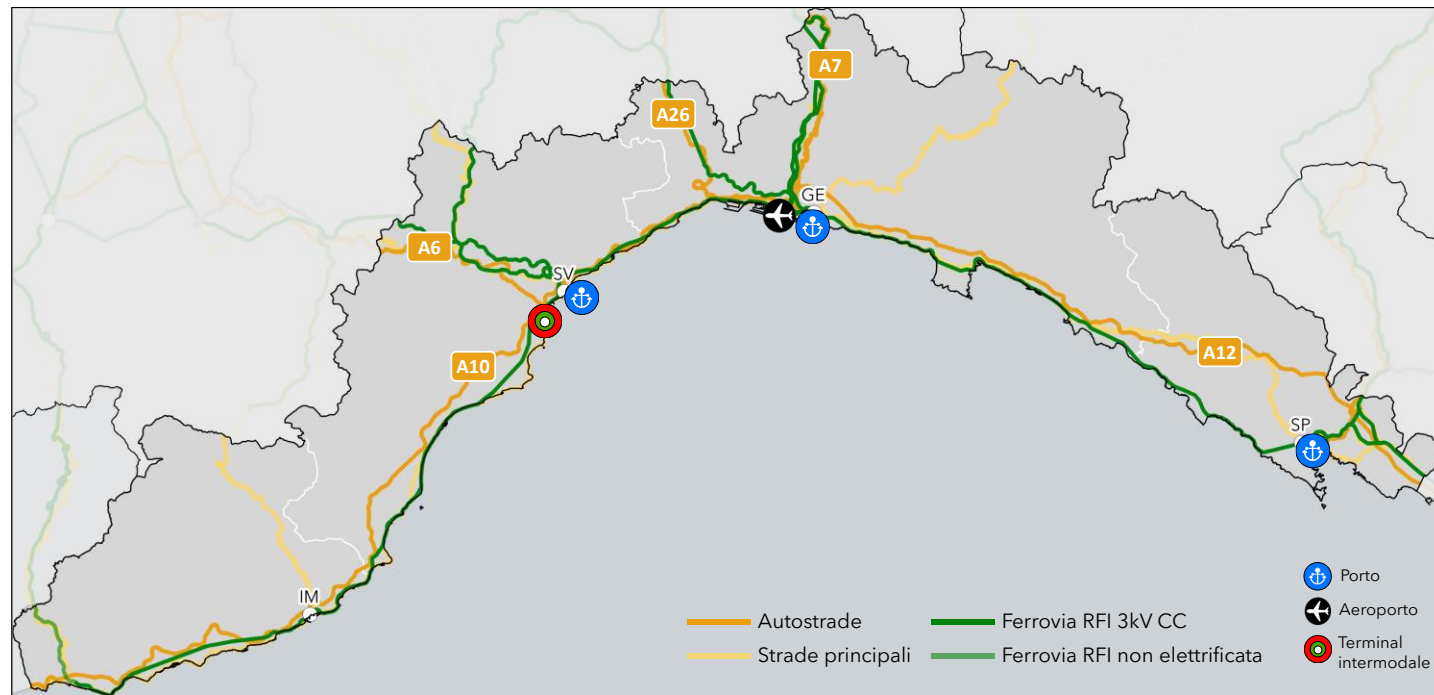 A7
A26
GE
A6
SV
A10
A12
SP
IM
Porto
Autostrade
Ferrovia RFI 3kV CC
Aeroporto
Strade principali
Ferrovia RFI non elettrificata
Terminal
intermodale